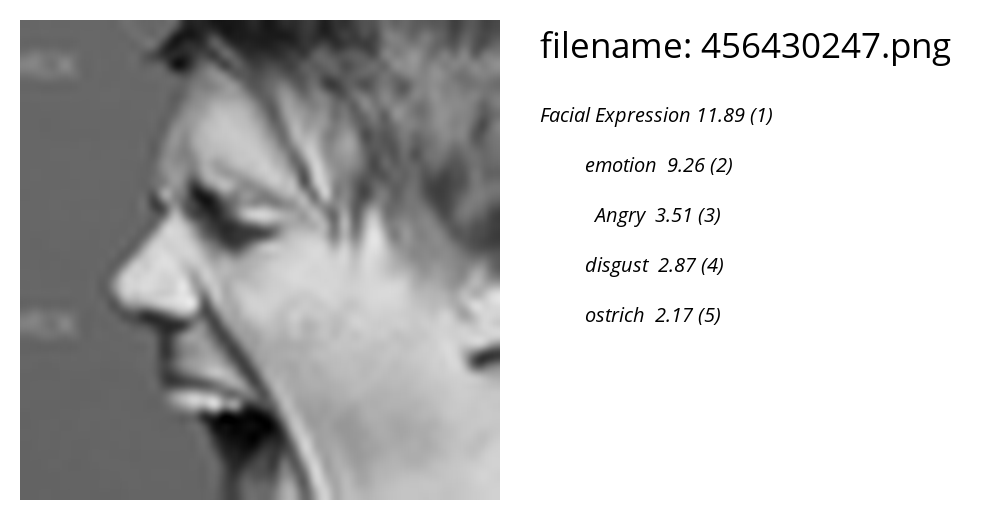 filename: 456430247.png
Facial Expression 11.89 (1)
emotion 9.26 (2)
Angry 3.51 (3)
disgust 2.87 (4)
ostrich 2.17 (5)